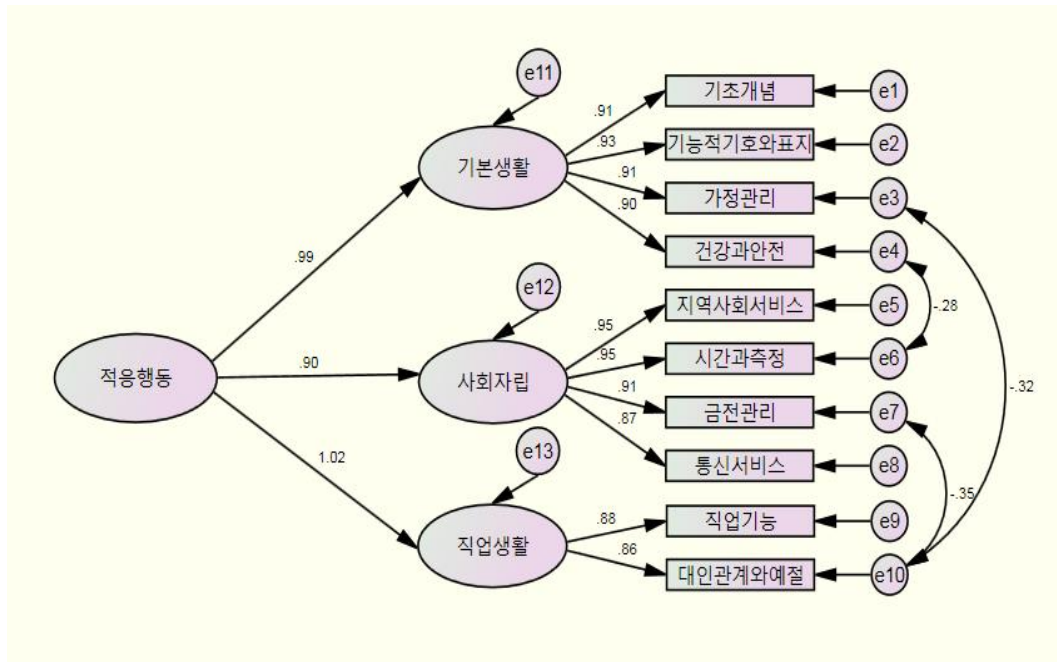 e11
기초개념
e1
.91
.93
기능적기호와표지
e2
기본생활
.91
가정관리
e3
.90
건강과안전
e4
.99
e12
지역사회서비스
e5
-.28
.95
.95
시간과측정
e6
적응행동
.90
사회자립
.91
금전관리
e7
-.32
.87
e13
통신서비스
e8
1.02
-.35
.88
직업기능
e9
직업생활
.86
대인관계와예절
e10